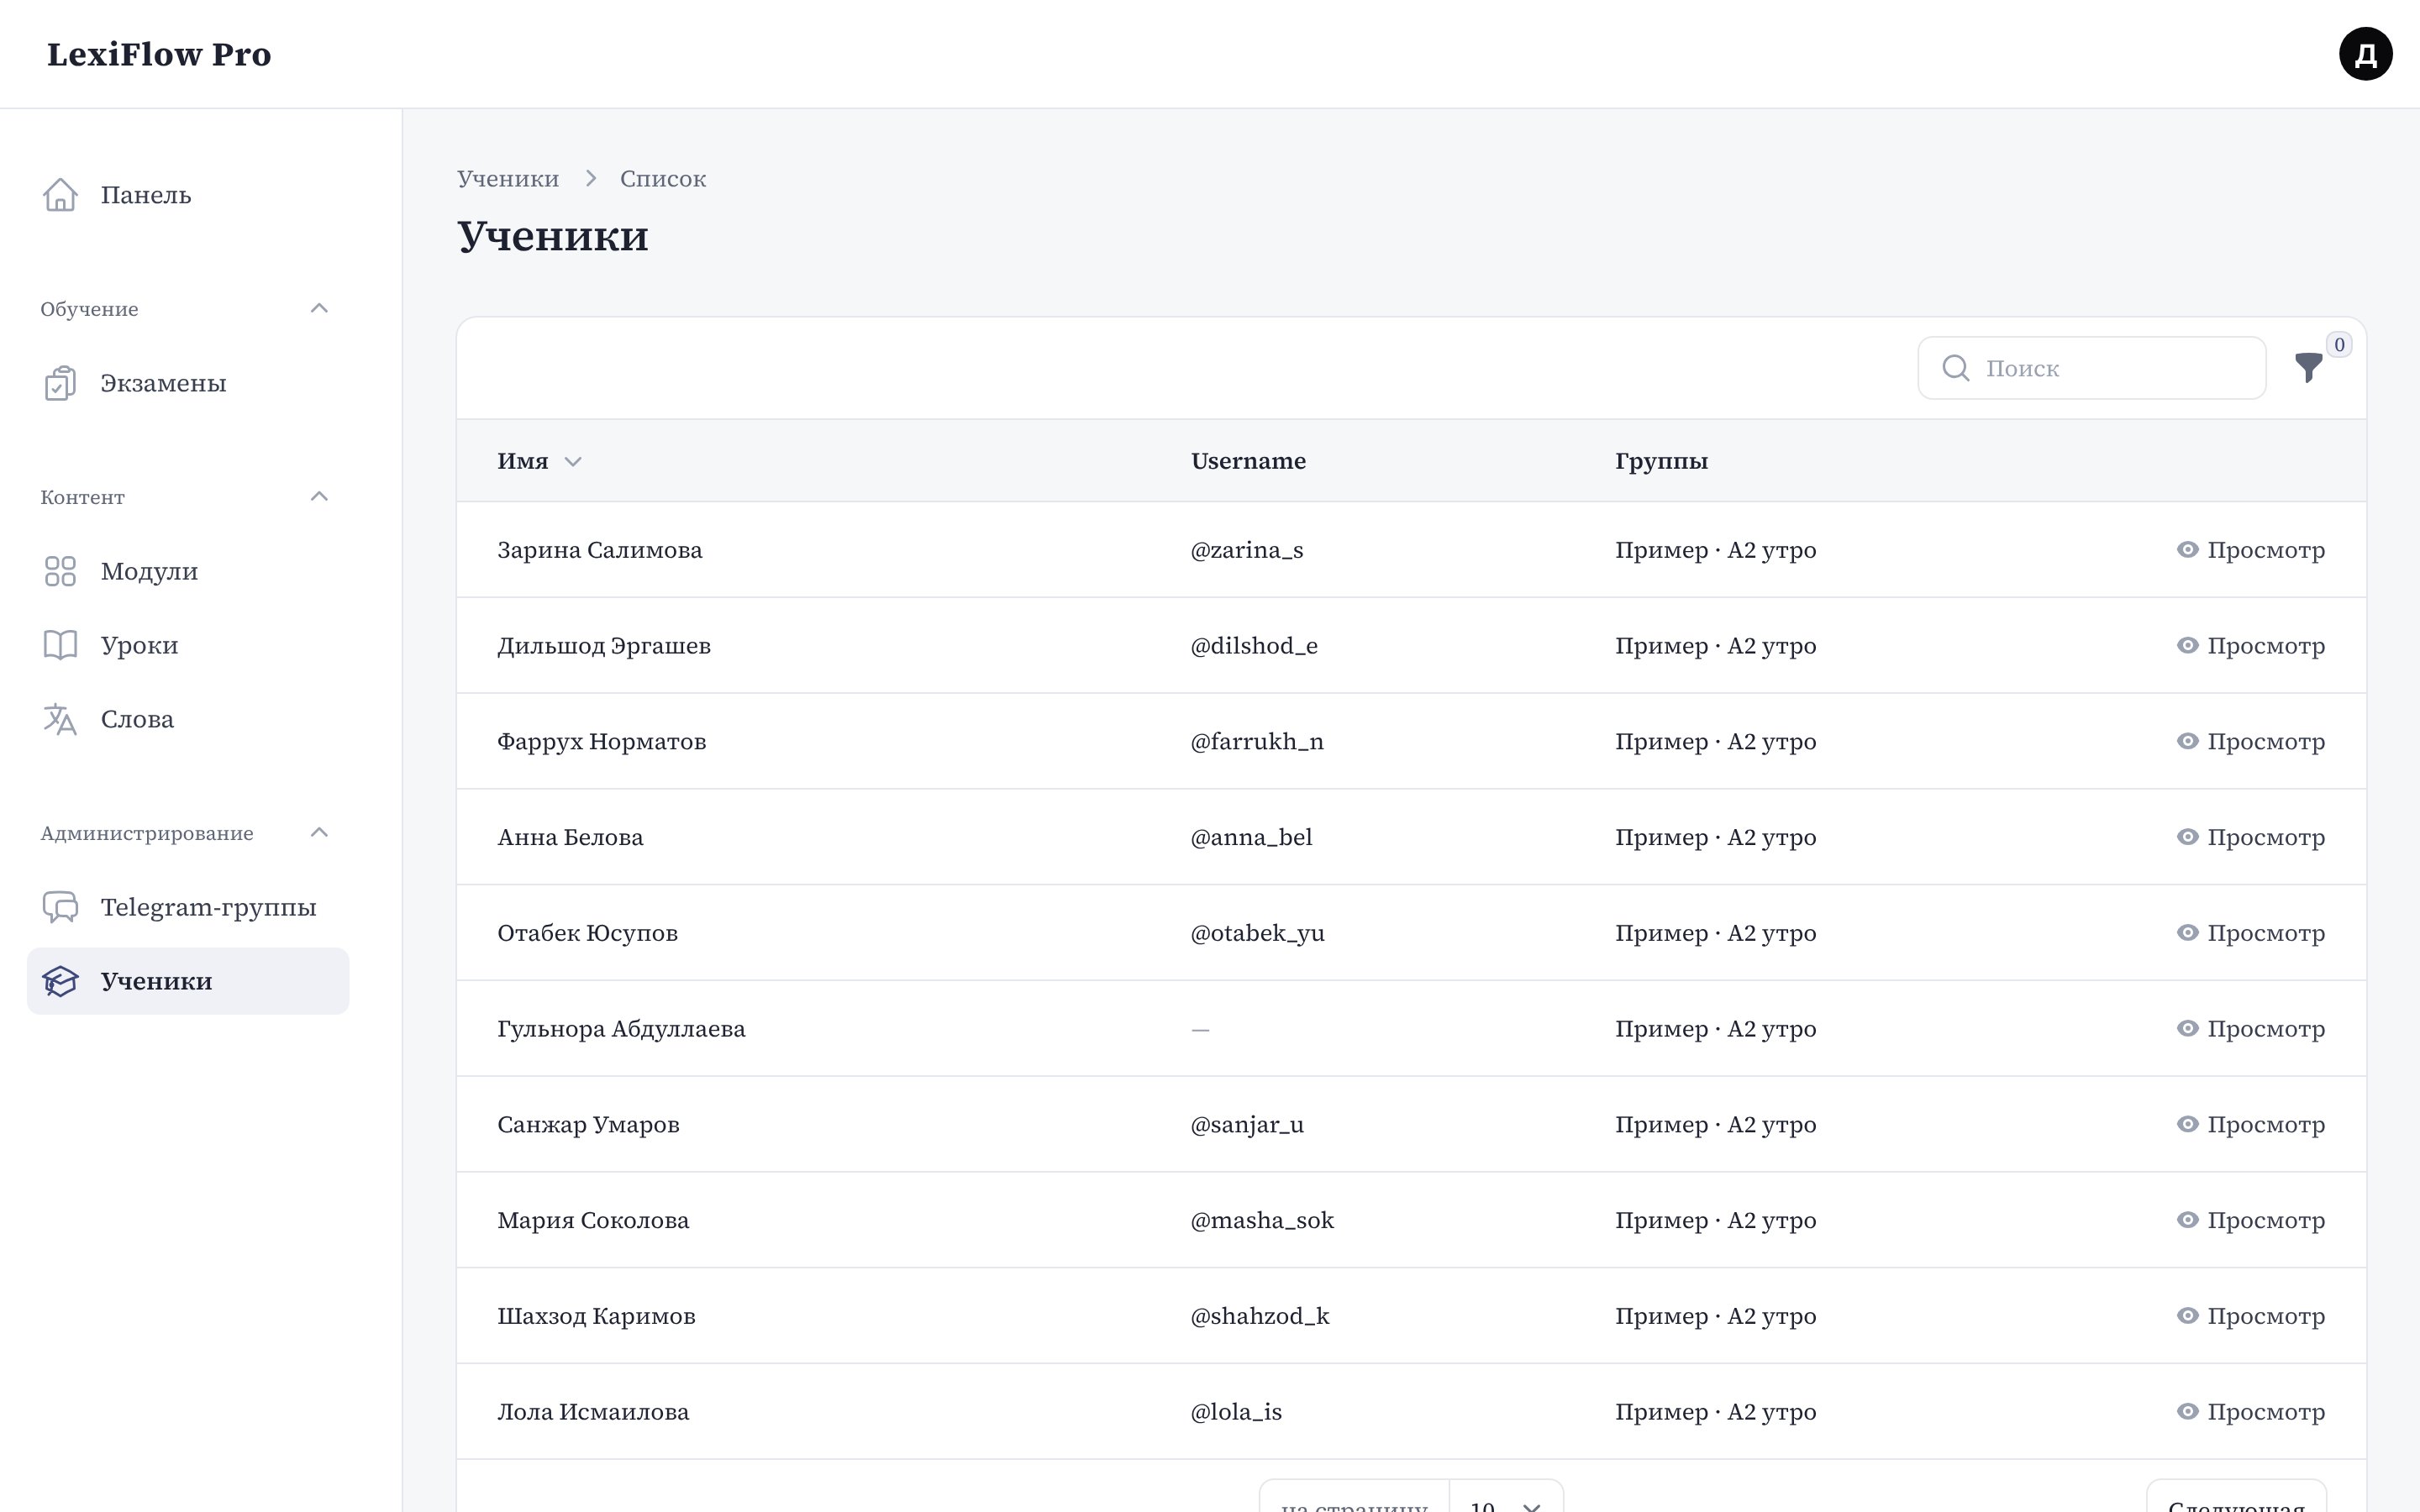 LexiFlow Pro
Д
Панель
Обучение
Экзамены
Контент
Модули
Уроки
Слова
Администрирование
Telegram-группы
Ученики
Ученики Список
Ученики
Поиск
0
Имя Username Группы
Зарина Салимова @zarina_s Пример · A2 утро Просмотр
Дильшод Эргашев @dilshod_e Пример · A2 утро Просмотр
Фаррух Норматов @farrukh_n Пример · A2 утро Просмотр
Анна Белова @anna_bel Пример · A2 утро Просмотр
Отабек Юсупов @otabek_yu Пример · A2 утро Просмотр
Гульнора Абдуллаева — Пример · A2 утро Просмотр
Санжар Умаров @sanjar_u Пример · A2 утро Просмотр
Мария Соколова @masha_sok Пример · A2 утро Просмотр
Шахзод Каримов @shahzod_k Пример · A2 утро Просмотр
Лола Исмаилова @lola_is Пример · A2 утро Просмотр
на страницу 10 Следующая